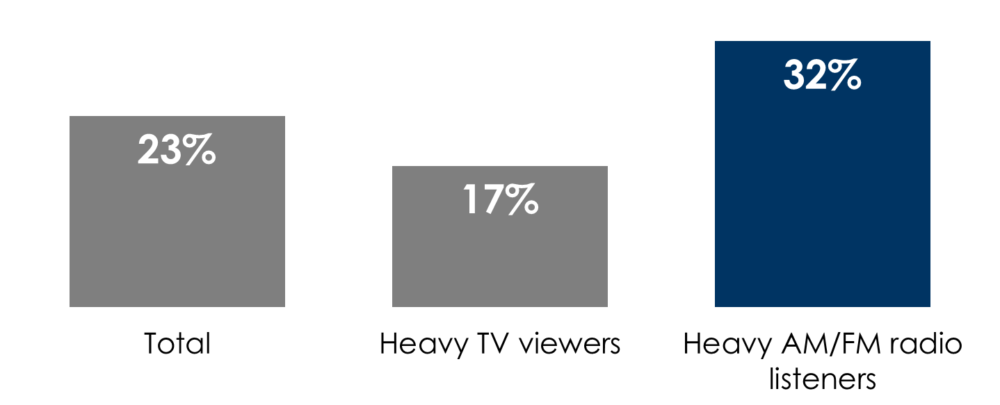 32%
23%
17%
Total
Heavy TV viewers
Heavy AM/FM radio
listeners